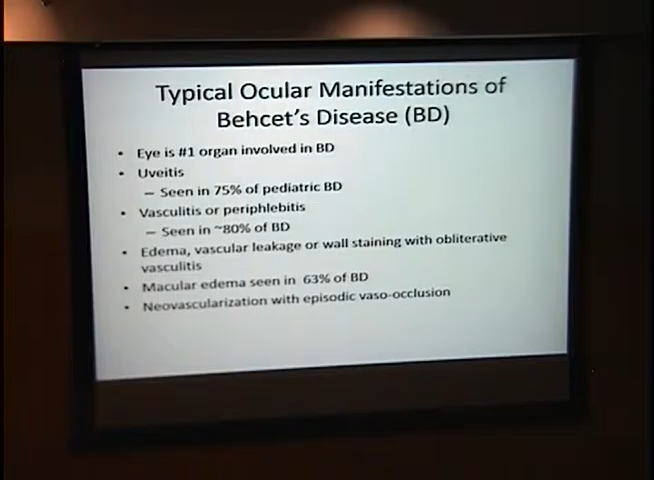 Typical Ocular Manifestations of
Behcet's Disease (BD)
• Eye is #1 organ involved in BD
• Uveitis
– Seen in 75% of pediatric BD
• Vasculitis or periphlebitis
– Seen in ~80% of BD
• Edema, vascular leakage or wall staining with obliterative
vasculitis
• Macular edema seen in 63% of BD
• Neovascularization with episodic vaso-occlusion